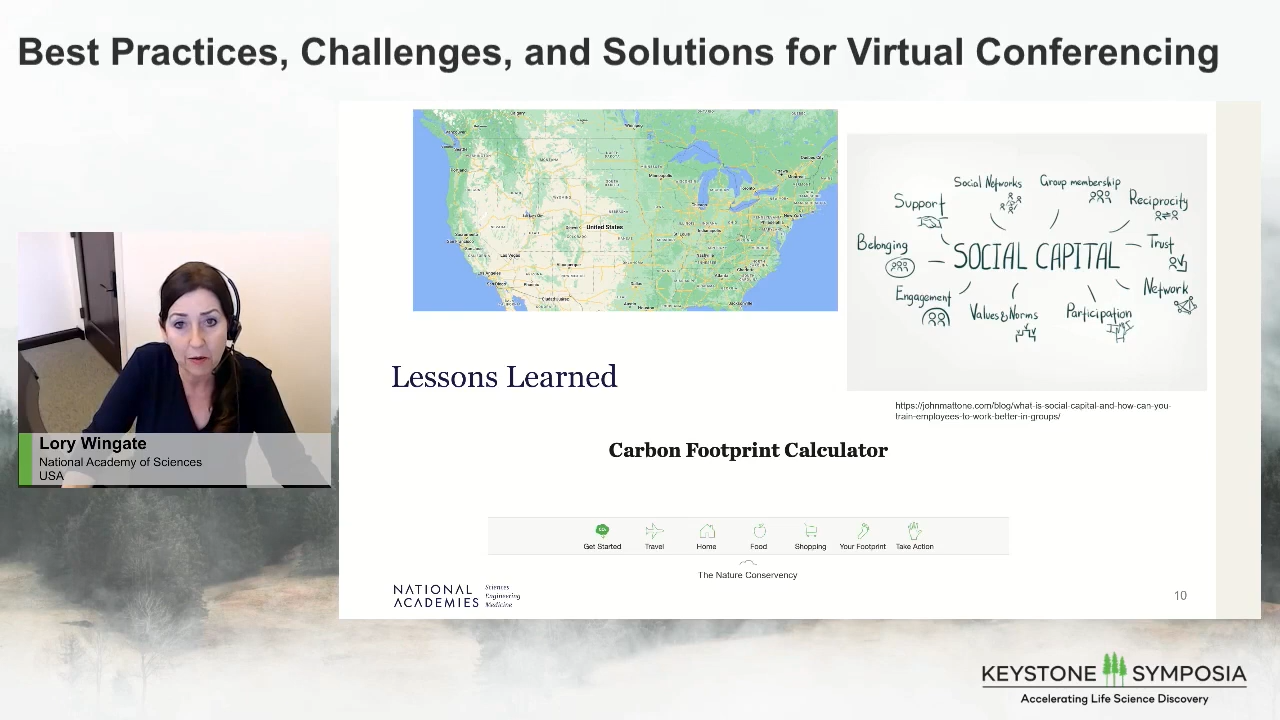 Best Practices, Challenges, and Solutions for Virtual Conferencing
United States
Social Networks
Group membership
Support
Reciprocity
Belonging
SOCIAL CAPITAL
Trust
Engagement
Network
Values & Norms
Participation
https://johnmattone.com/blog/what-is-social-capital-and-how-can-you-
train-employees-to-work-better-in-groups/
Lessons Learned
Carbon Footprint Calculator
Lory Wingate
National Academy of Sciences
USA
Get Started Travel Home Food Shopping Your Footprint Take Action
The Nature Conservency
NATIONAL ACADEMIES
Sciences
Engineering
Medicine
10
KEYSTONE SYMPOSIA
Accelerating Life Science Discovery